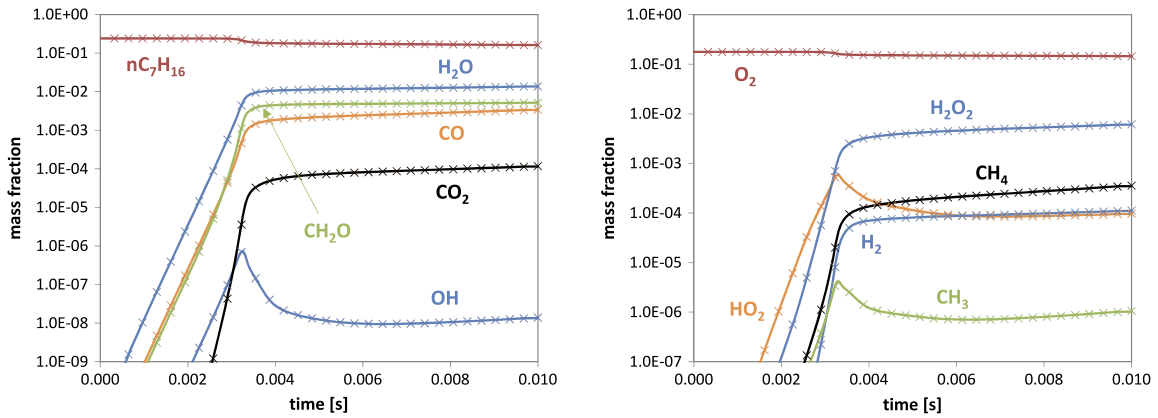 1.0E+00
1.0E-01
1.0E-02
1.0E-03
1.0E-04
1.0E-05
1.0E-06
1.0E-07
1.0E-08
1.0E-09
mass fraction
nC₇H₁₆
H₂O
CO
CO₂
CH₂O
OH
0.000 0.002 0.004 0.006 0.008 0.010
time [s]
1.0E+00
1.0E-01
1.0E-02
1.0E-03
1.0E-04
1.0E-05
1.0E-06
1.0E-07
mass fraction
O₂
H₂O₂
CH₄
H₂
HO₂
CH₃
0.000 0.002 0.004 0.006 0.008 0.010
time [s]